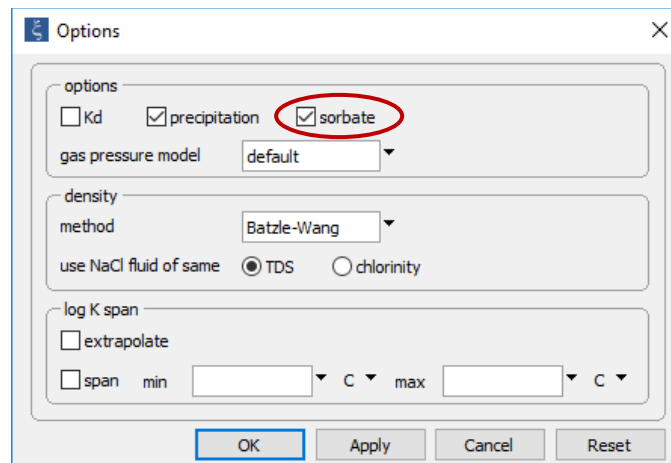 ξ Options
options
Kd precipitation sorbate
gas pressure model default
density
method Batzle-Wang
use NaCl fluid of same TDS chlorinity
log K span
extrapolate
span min C max C
OK Apply Cancel Reset